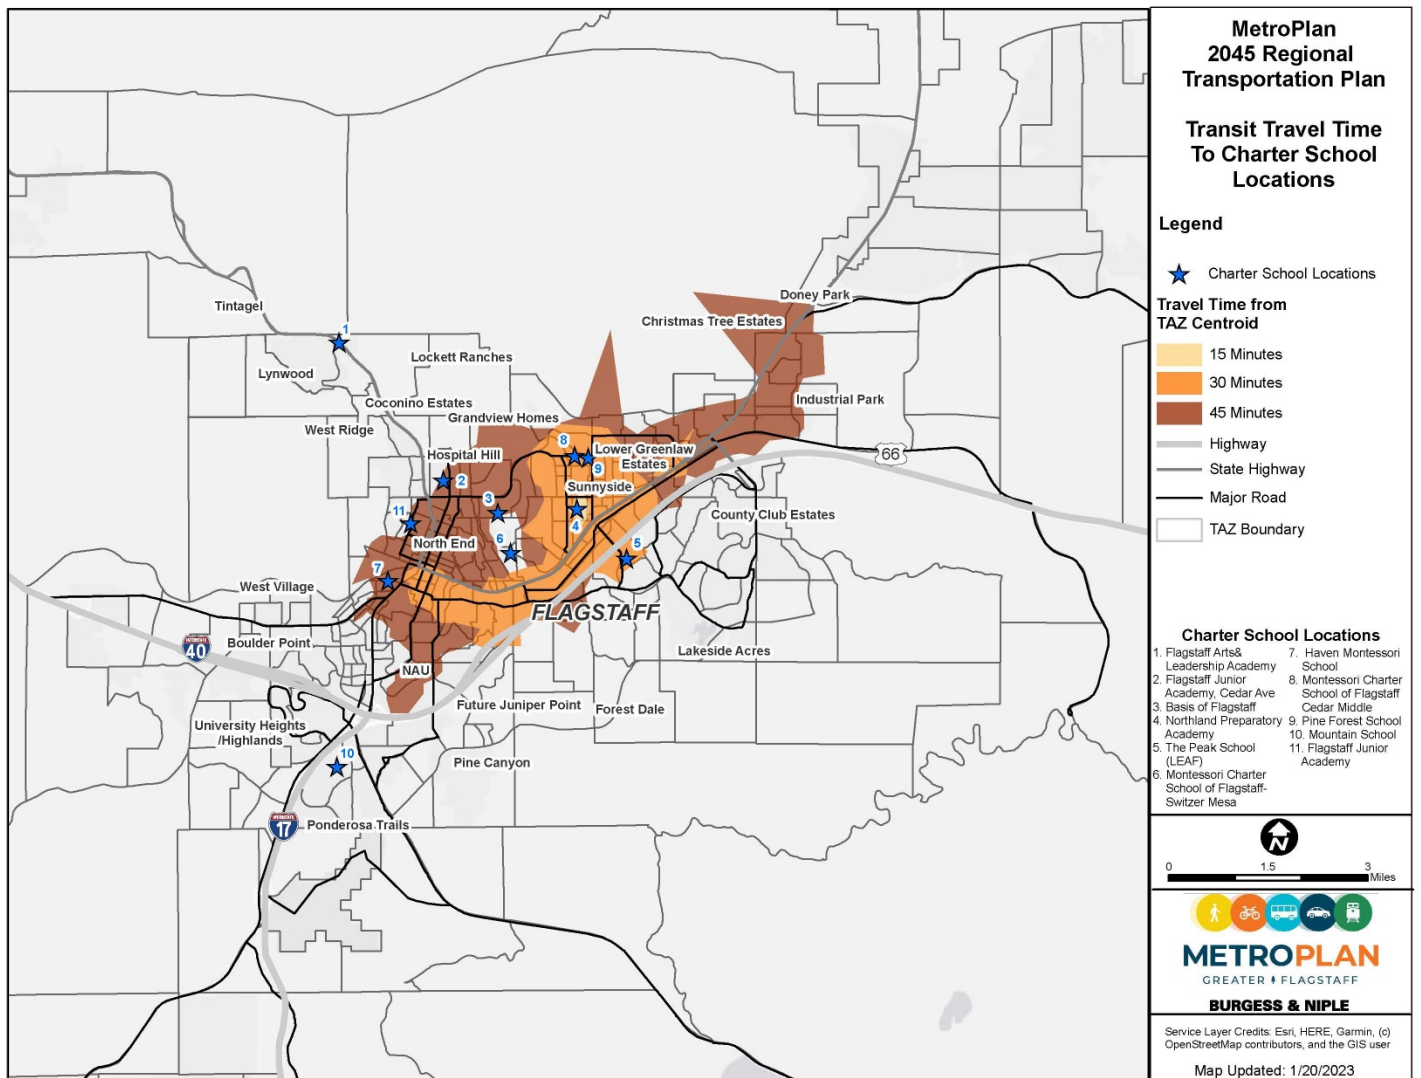 MetroPlan
2045 Regional
Transportation Plan
Transit Travel Time
To Charter School
Locations
Legend
Charter School Locations
Travel Time from
TAZ Centroid
15 Minutes
30 Minutes
45 Minutes
Highway
State Highway
Major Road
TAZ Boundary
Charter School Locations
1. Flagstaff Arts&
Leadership Academy
2. Flagstaff Junior
Academy, Cedar Ave
3. Basis of Flagstaff
4. Northland Preparatory
Academy
5. The Peak School
(LEAF)
6. Montessori Charter
School of Flagstaff-
Switzer Mesa
7. Haven Montessori
School
8. Montessori Charter
School of Flagstaff
Cedar Middle
9. Pine Forest School
10. Mountain School
11. Flagstaff Junior
Academy
N
0 1.5 3
Miles
METROPLAN
GREATER FLAGSTAFF
BURGESS & NIPLE
Service Layer Credits: Esri, HERE, Garmin, (c)
OpenStreetMap contributors, and the GIS user
Map Updated: 1/20/2023
Doney Park
Tintagel
Christmas Tree Estates
1
Lockett Ranches
Lynwood
Coconino Estates
Industrial Park
Grandview Homes
West Ridge
8
Lower Greenlaw
Estates
66
Hospital Hill
9
2
Sunnyside
3
11
4
County Club Estates
North End
6
5
7
West Village
FLAGSTAFF
INTERSTATE
40
Boulder Point
Lakeside Acres
NAU
Future Juniper Point
Forest Dale
University Heights
/Highlands
10
Pine Canyon
INTERSTATE
17
Ponderosa Trails